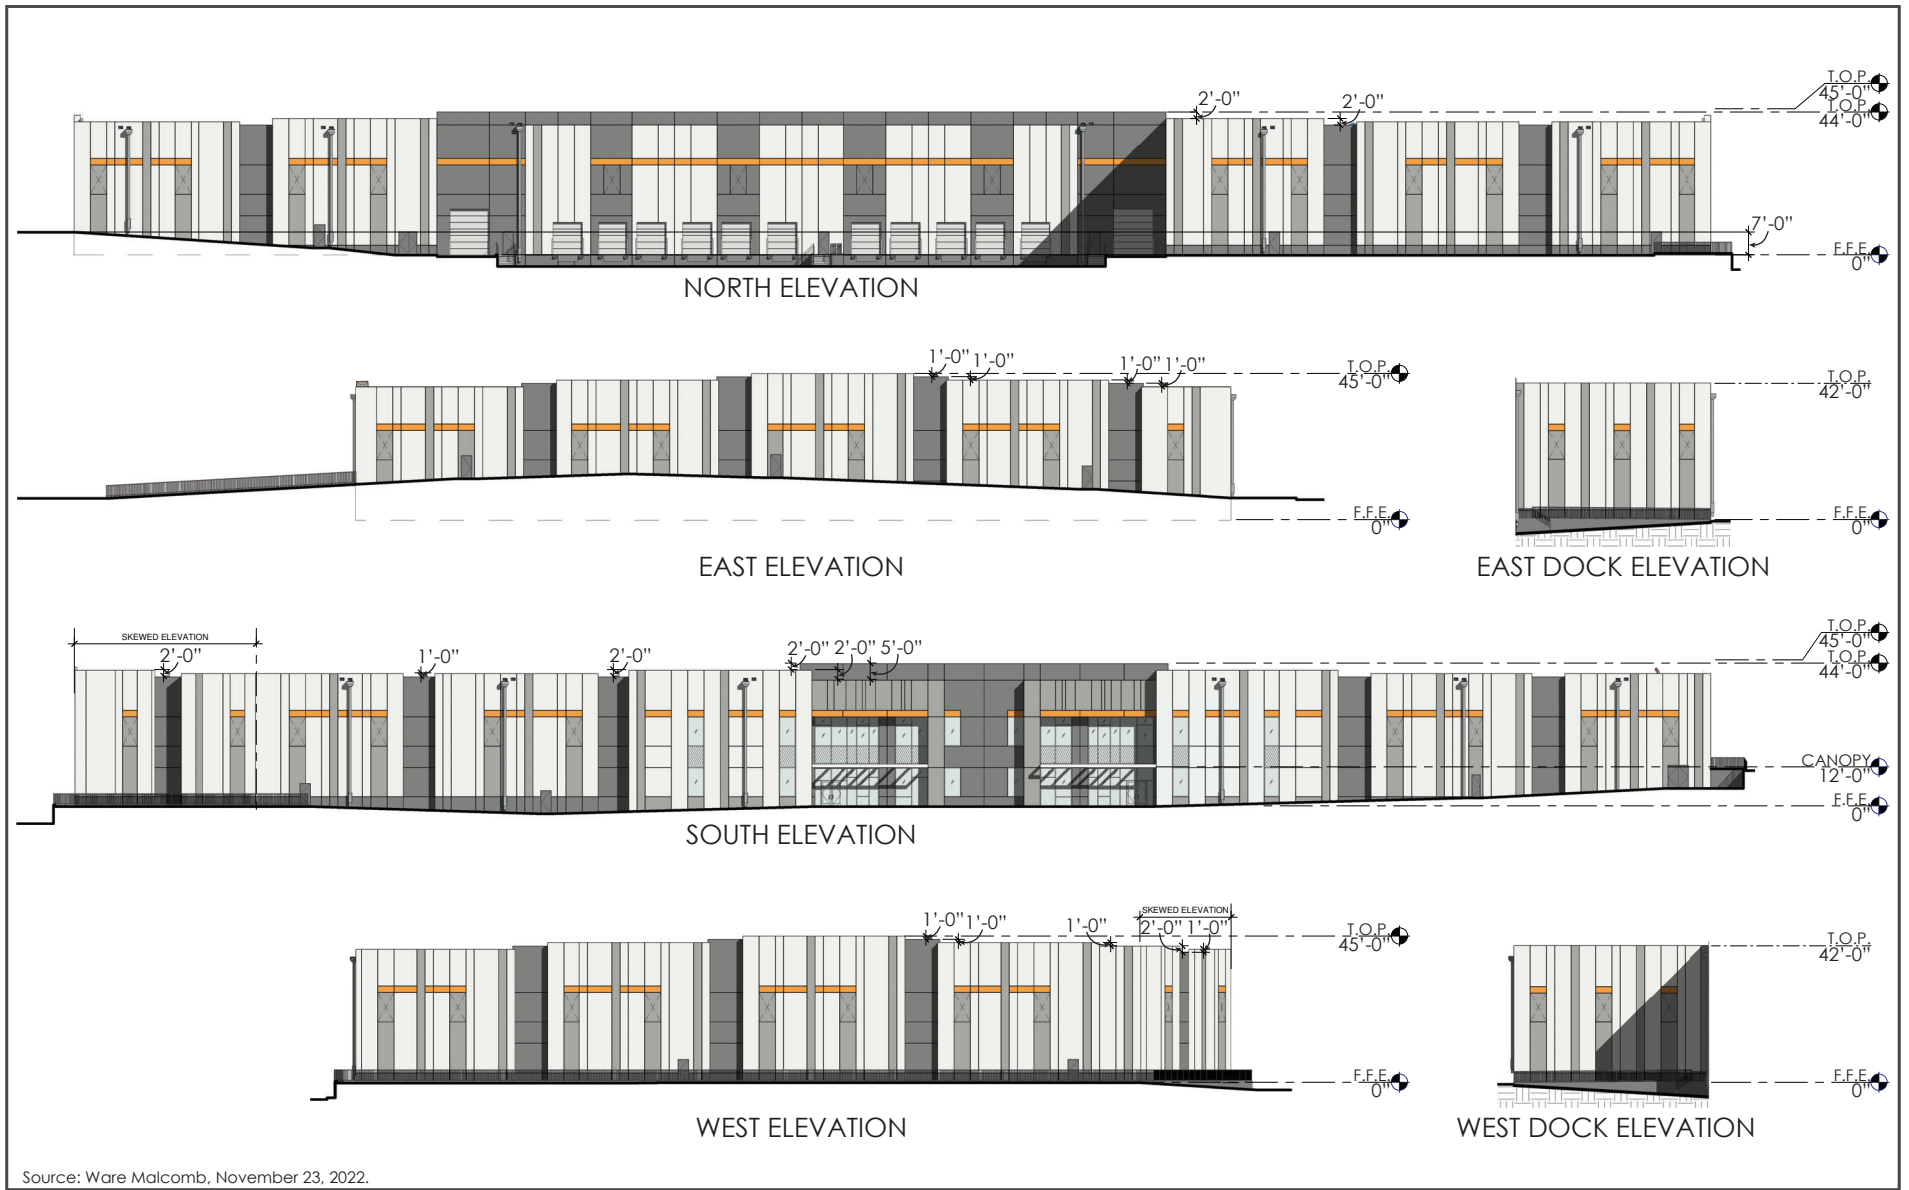 T.O.P.
45'-0"
T.O.P.
44'-0"
2'-0"
2'-0"
7'-0"
F.F.E.
0"
NORTH ELEVATION
1'-0"
1'-0"
1'-0"
1'-0"
T.O.P.
45'-0"
T.O.P.
42'-0"
F.F.E.
0"
F.F.E.
0"
EAST ELEVATION
EAST DOCK ELEVATION
SKEWED ELEVATION
2'-0"
1'-0"
2'-0"
2'-0"
2'-0"
5'-0"
T.O.P.
45'-0"
T.O.P.
44'-0"
CANOPY
12'-0"
F.F.E.
0"
SOUTH ELEVATION
SKEWED ELEVATION
1'-0"
1'-0"
1'-0"
2'-0"
1'-0"
T.O.P.
45'-0"
T.O.P.
42'-0"
F.F.E.
0"
F.F.E.
0"
WEST ELEVATION
WEST DOCK ELEVATION
Source: Ware Malcomb, November 23, 2022.